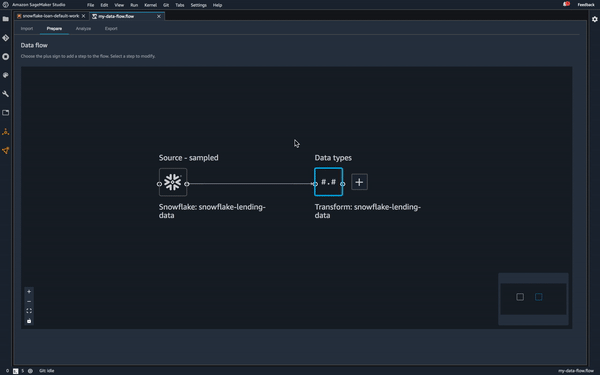 Amazon SageMaker Studio File Edit View Run Kernel Git Tabs Settings Help Feedback
snowflake-loan-default-work × my-data-flow.flow ×
Import Prepare Analyze Export
Data flow
Choose the plus sign to add a step to the flow. Select a step to modify.
Source - sampled Data types
#.# +
Snowflake: snowflake-lending-data
Transform: snowflake-lending-data
+
−
0 5 Git: Idle my-data-flow.flow